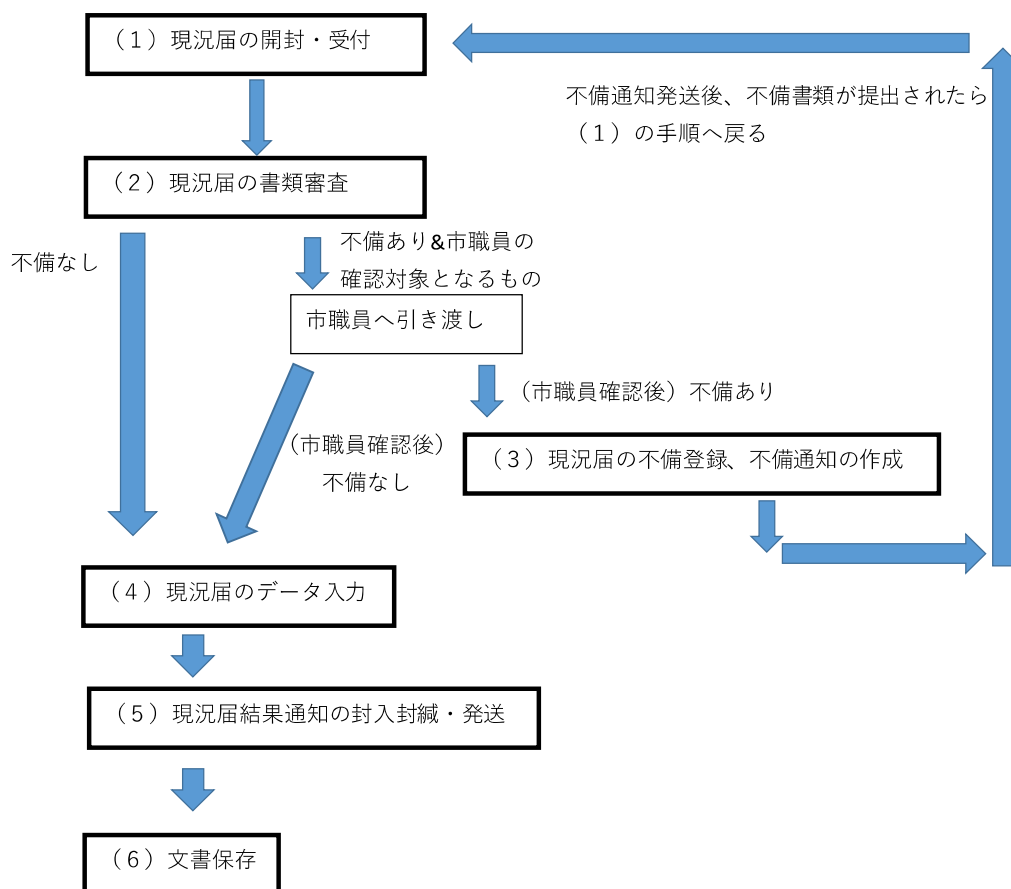 （１）現況届の開封・受付
不備通知発送後、不備書類が提出されたら
（１）の手順へ戻る
（２）現況届の書類審査
不備なし
不備あり&市職員の
確認対象となるもの
市職員へ引き渡し
（市職員確認後）不備あり
（市職員確認後）
不備なし
（３）現況届の不備登録、不備通知の作成
（４）現況届のデータ入力
（５）現況届結果通知の封入封緘・発送
（６）文書保存